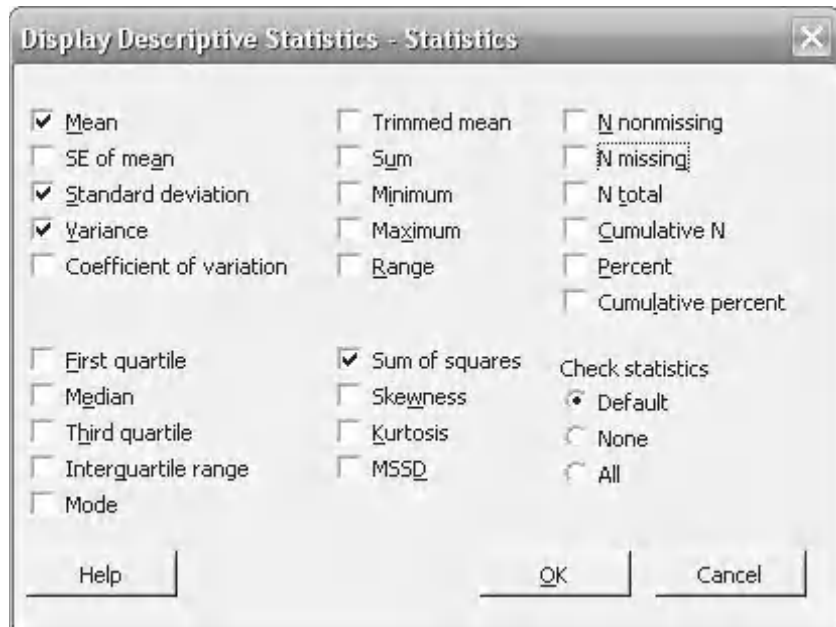 Display Descriptive Statistics - Statistics
Mean
SE of mean
Standard deviation
Variance
Coefficient of variation
Trimmed mean
Sum
Minimum
Maximum
Range
N nonmissing
N missing
N total
Cumulative N
Percent
Cumulative percent
First quartile
Median
Third quartile
Interquartile range
Mode
Sum of squares
Skewness
Kurtosis
MSSD
Check statistics
Default
None
All
Help
OK
Cancel